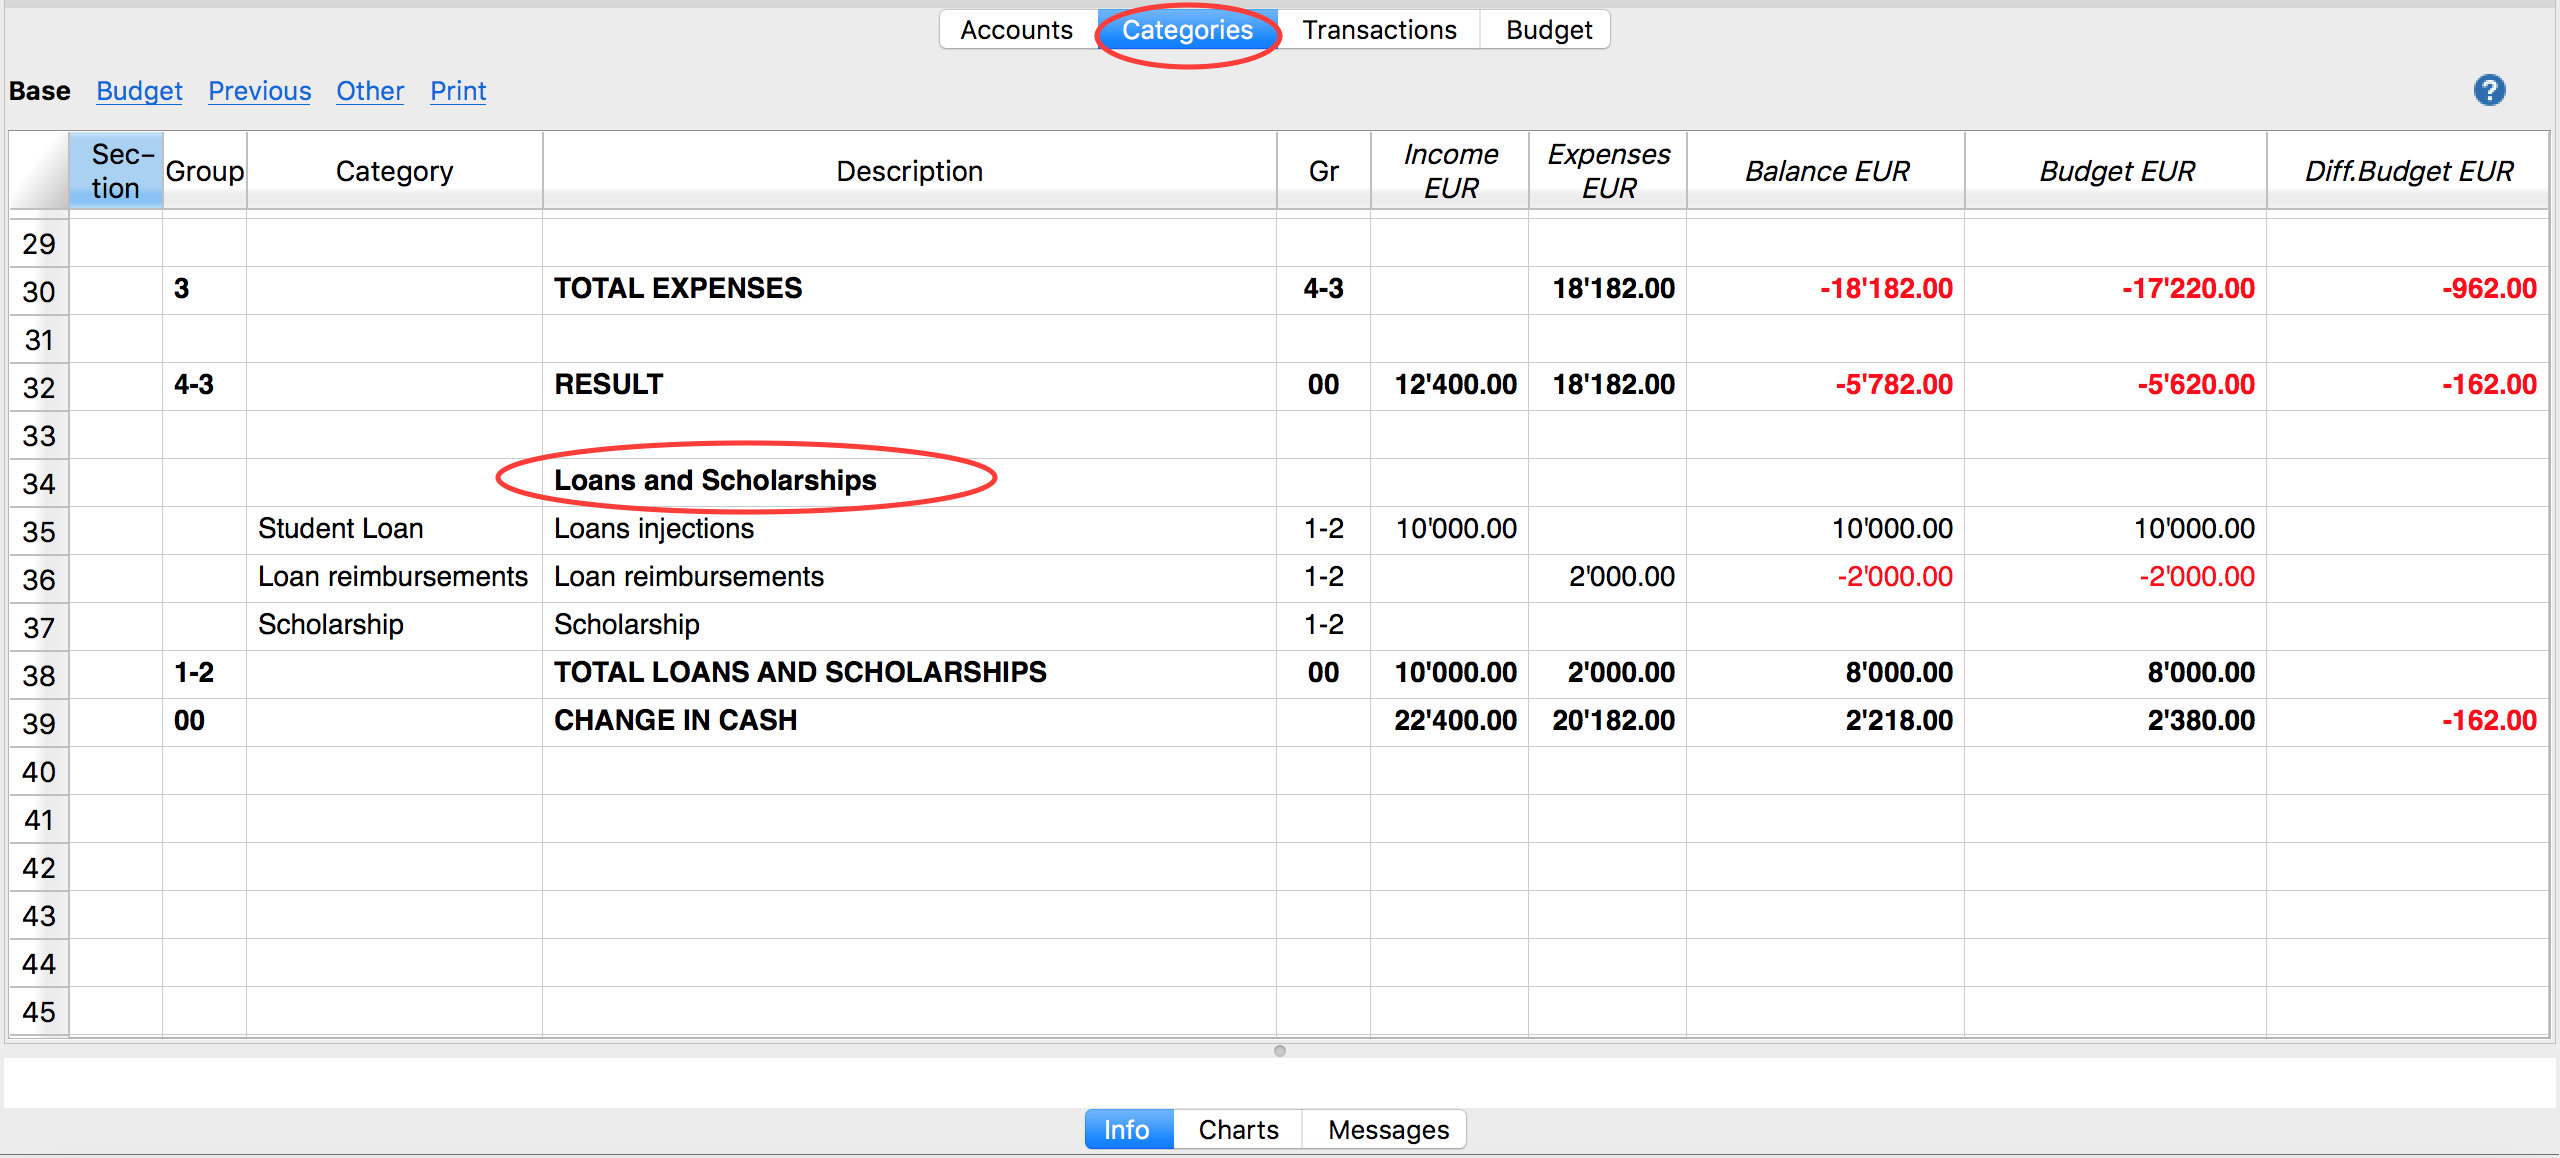 Accounts Categories Transactions Budget
Base Budget Previous Other Print ?
Sec- Group Category Description Gr Income Expenses Balance EUR Budget EUR Diff.Budget EUR
tion EUR EUR
29
30 3 TOTAL EXPENSES 4-3 18'182.00 -18'182.00 -17'220.00 -962.00
31
32 4-3 RESULT 00 12'400.00 18'182.00 -5'782.00 -5'620.00 -162.00
33
34 Loans and Scholarships
35 Student Loan Loans injections 1-2 10'000.00 10'000.00 10'000.00
36 Loan reimbursements Loan reimbursements 1-2 2'000.00 -2'000.00 -2'000.00
37 Scholarship Scholarship 1-2
38 1-2 TOTAL LOANS AND SCHOLARSHIPS 00 10'000.00 2'000.00 8'000.00 8'000.00
39 00 CHANGE IN CASH 22'400.00 20'182.00 2'218.00 2'380.00 -162.00
40
41
42
43
44
45
Info Charts Messages